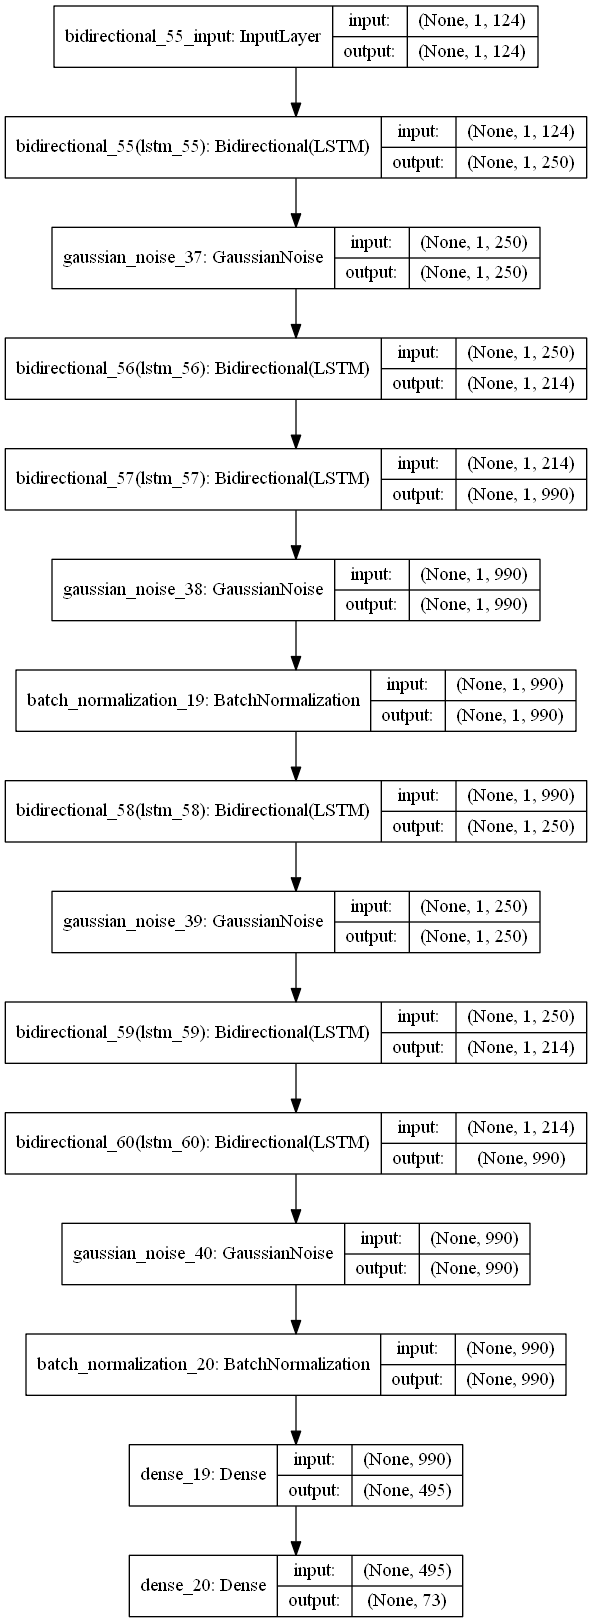 bidirectional_55_input: InputLayer
input: (None, 1, 124)
output: (None, 1, 124)
bidirectional_55(lstm_55): Bidirectional(LSTM)
input: (None, 1, 124)
output: (None, 1, 250)
gaussian_noise_37: GaussianNoise
input: (None, 1, 250)
output: (None, 1, 250)
bidirectional_56(lstm_56): Bidirectional(LSTM)
input: (None, 1, 250)
output: (None, 1, 214)
bidirectional_57(lstm_57): Bidirectional(LSTM)
input: (None, 1, 214)
output: (None, 1, 990)
gaussian_noise_38: GaussianNoise
input: (None, 1, 990)
output: (None, 1, 990)
batch_normalization_19: BatchNormalization
input: (None, 1, 990)
output: (None, 1, 990)
bidirectional_58(lstm_58): Bidirectional(LSTM)
input: (None, 1, 990)
output: (None, 1, 250)
gaussian_noise_39: GaussianNoise
input: (None, 1, 250)
output: (None, 1, 250)
bidirectional_59(lstm_59): Bidirectional(LSTM)
input: (None, 1, 250)
output: (None, 1, 214)
bidirectional_60(lstm_60): Bidirectional(LSTM)
input: (None, 1, 214)
output: (None, 990)
gaussian_noise_40: GaussianNoise
input: (None, 990)
output: (None, 990)
batch_normalization_20: BatchNormalization
input: (None, 990)
output: (None, 990)
dense_19: Dense
input: (None, 990)
output: (None, 495)
dense_20: Dense
input: (None, 495)
output: (None, 73)